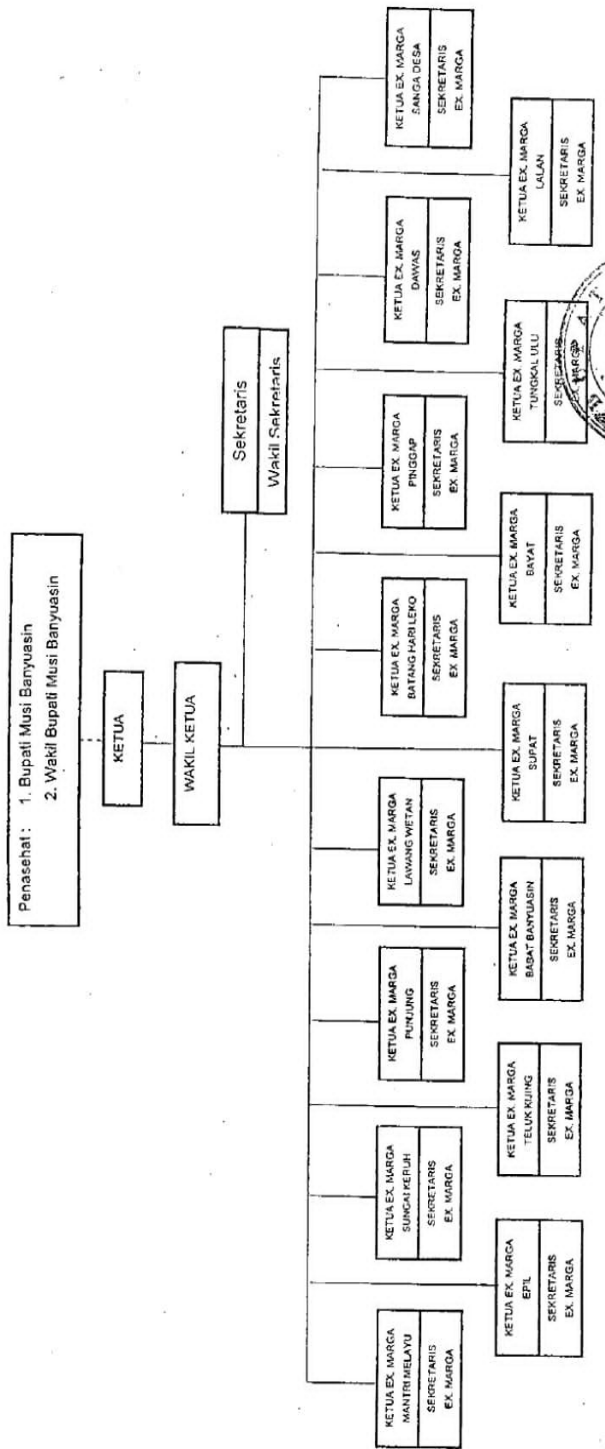 Penasehat : 1. Bupati Musi Banyuasin
2. Wakil Bupati Musi Banyuasin
KETUA
WAKIL KETUA
Sekretaris
Wakil Sekretaris
KETUA EX. MARGA
MANTRI MELAYU
SEKRETARIS
EX. MARGA
KETUA EX. MARGA
SUNGAI KERUH
SEKRETARIS
EX. MARGA
KETUA EX. MARGA
PUNJUNG
SEKRETARIS
EX. MARGA
KETUA EX. MARGA
LAWANG WETAN
SEKRETARIS
EX. MARGA
KETUA EX. MARGA
BATANG HARI LEKO
SEKRETARIS
EX. MARGA
KETUA EX. MARGA
PINGGAP
SEKRETARIS
EX. MARGA
KETUA EX. MARGA
DAWAS
SEKRETARIS
EX. MARGA
KETUA EX. MARGA
SANGA DESA
SEKRETARIS
EX. MARGA
KETUA EX. MARGA
EPIL
SEKRETARIS
EX. MARGA
KETUA EX. MARGA
TELUK KIJING
SEKRETARIS
EX. MARGA
KETUA EX. MARGA
BABAT BANYUASIN
SEKRETARIS
EX. MARGA
KETUA EX. MARGA
SUPAT
SEKRETARIS
EX. MARGA
KETUA EX. MARGA
BAYAT
SEKRETARIS
EX. MARGA
KETUA EX. MARGA
TUNGKAL ULU
SEKRETARIS
EX. MARGA
KETUA EX. MARGA
LALAN
SEKRETARIS
EX. MARGA